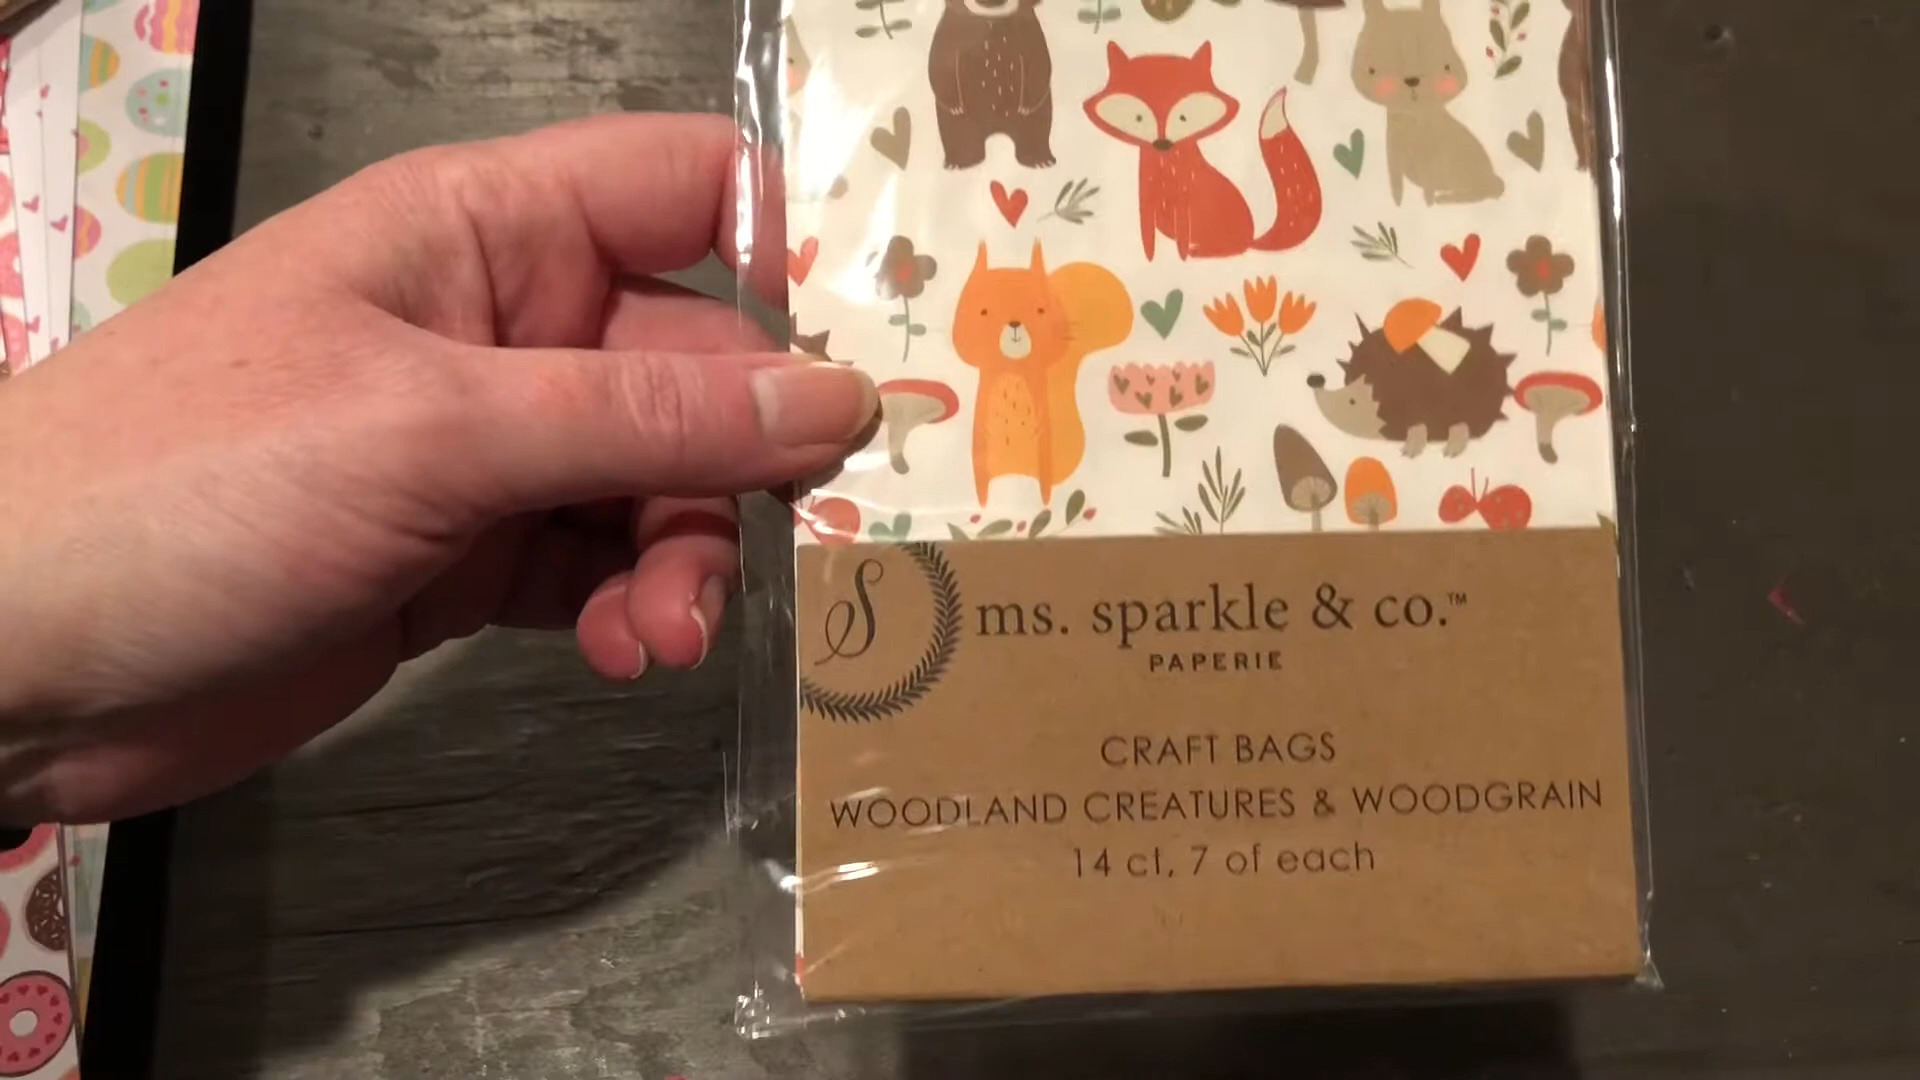 S
ms. sparkle & co.™
PAPERIE
CRAFT BAGS
WOODLAND CREATURES & WOODGRAIN
14 ct, 7 of each